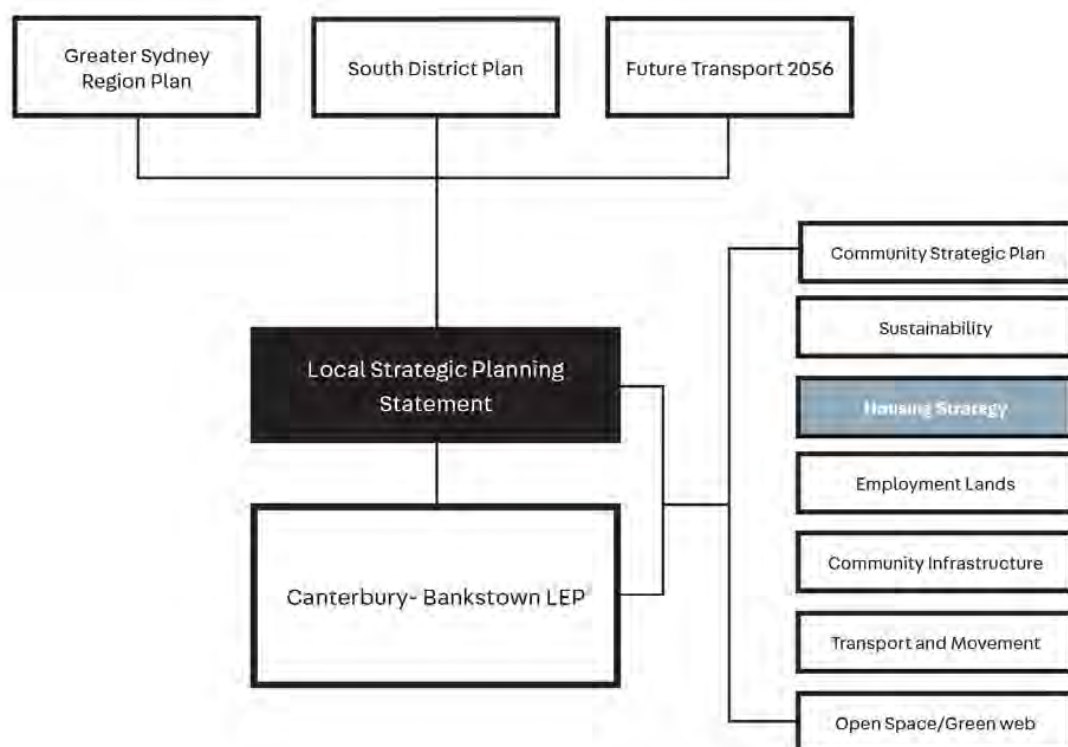 Greater Sydney
Region Plan
South District Plan
Future Transport 2056
Community Strategic Plan
Sustainability
Local Strategic Planning
Statement
Housing Strategy
Employment Lands
Canterbury- Bankstown LEP
Community Infrastructure
Transport and Movement
Open Space/Green web